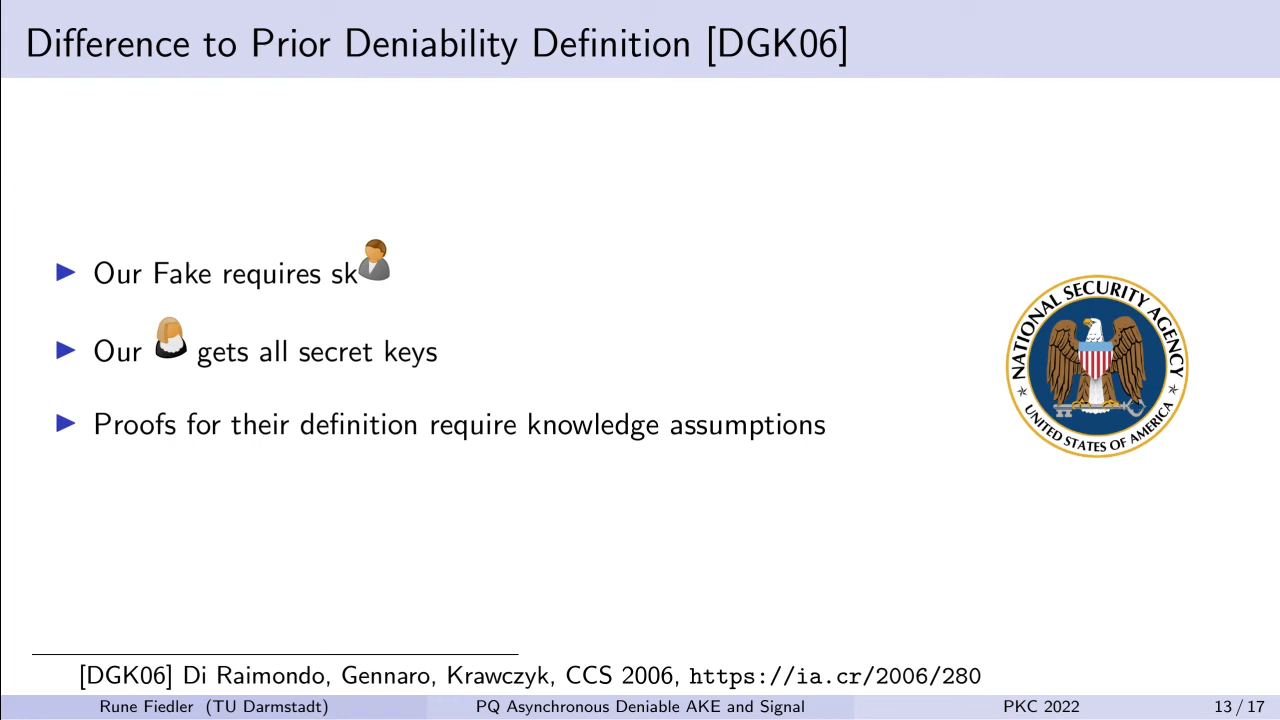 Difference to Prior Deniability Definition [DGK06]
Our Fake requires sk
Our gets all secret keys
Proofs for their definition require knowledge assumptions
NATIONAL SECURITY AGENCY
UNITED STATES OF AMERICA
[DGK06] Di Raimondo, Gennaro, Krawczyk, CCS 2006, https://ia.cr/2006/280
Rune Fiedler (TU Darmstadt) PQ Asynchronous Deniable AKE and Signal PKC 2022 13 / 17